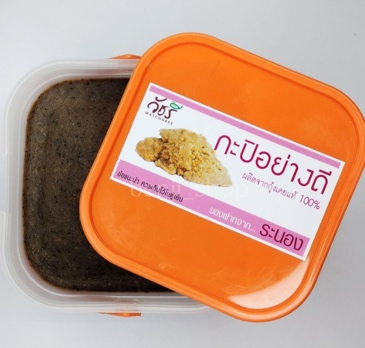 วัชรี
WATCHAREE
กะปิอย่างดี
ผลิตจากกุ้งเคยแท้ 100%
ของฝากจาก...
ระนอง